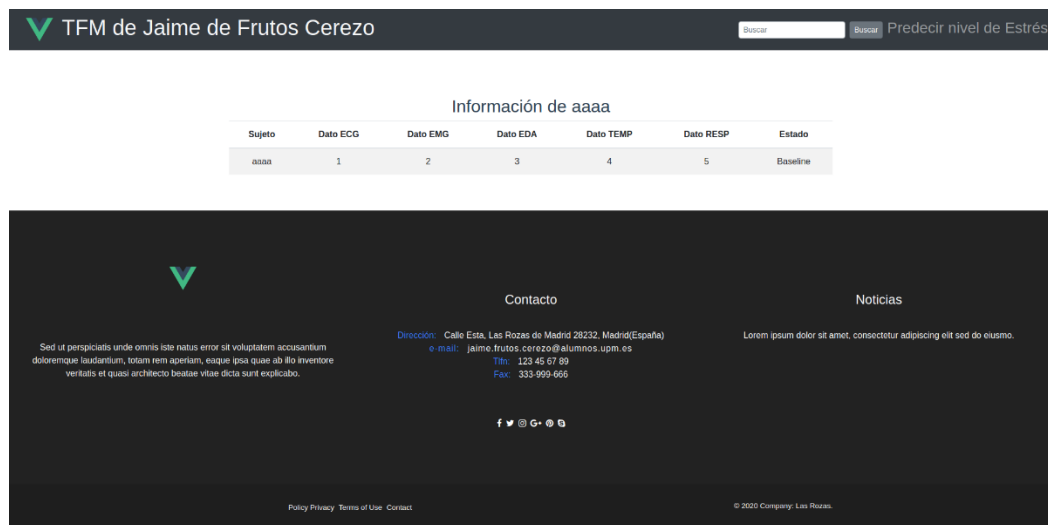 TFM de Jaime de Frutos Cerezo
Buscar Buscar Predecir nivel de Estrés
Información de aaaa
Sujeto Dato ECG Dato EMG Dato EDA Dato TEMP Dato RESP Estado
aaaa 1 2 3 4 5 Baseline
Sed ut perspiciatis unde omnis iste natus error sit voluptatem accusantium
doloremque laudantium, totam rem aperiam, eaque ipsa quae ab illo inventore
veritatis et quasi architecto beatae vitae dicta sunt explicabo.
Contacto
Dirección: Calle Esta, Las Rozas de Madrid 28232, Madrid(España)
e-mail: jaime.frutos.cerezo@alumnos.upm.es
Tlfn: 123 45 67 89
Fax: 333-999-666
Noticias
Lorem ipsum dolor sit amet, consectetur adipiscing elit sed do eiusmo.
Policy Privacy Terms of Use Contact
© 2020 Company: Las Rozas.